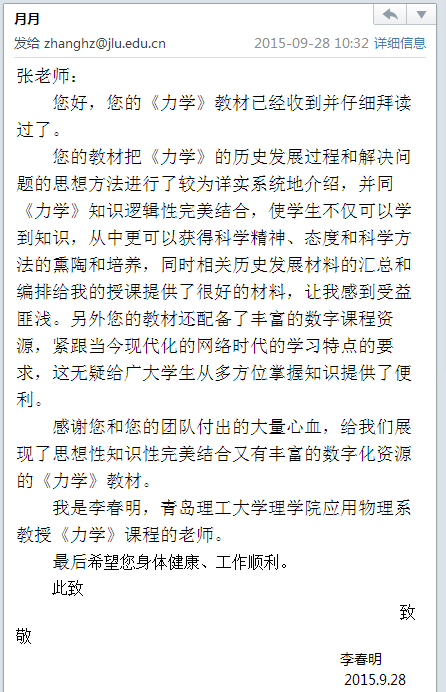 月月
发给 zhanghz@jlu.edu.cn 2015-09-28 10:32 详细信息
张老师：
您好，您的《力学》教材已经收到并仔细拜读
过了。
您的教材把《力学》的历史发展过程和解决问
题的思想方法进行了较为详实系统地介绍，并同
《力学》知识逻辑性完美结合，使学生不仅可以学
到知识，从中更可以获得科学精神、态度和科学方
法的熏陶和培养，同时相关历史发展材料的汇总和
编排给我的授课提供了很好的材料，让我感到受益
匪浅。另外您的教材还配备了丰富的数字课程资
源，紧跟当今现代化的网络时代的学习特点的要
求，这无疑给广大学生从多方位掌握知识提供了便
利。
感谢您和您的团队付出的大量心血，给我们展
现了思想性知识性完美结合又有丰富的数字化资源
的《力学》教材。
我是李春明，青岛理工大学理学院应用物理系
教授《力学》课程的老师。
最后希望您身体健康、工作顺利。
此致
致
敬
李春明
2015.9.28